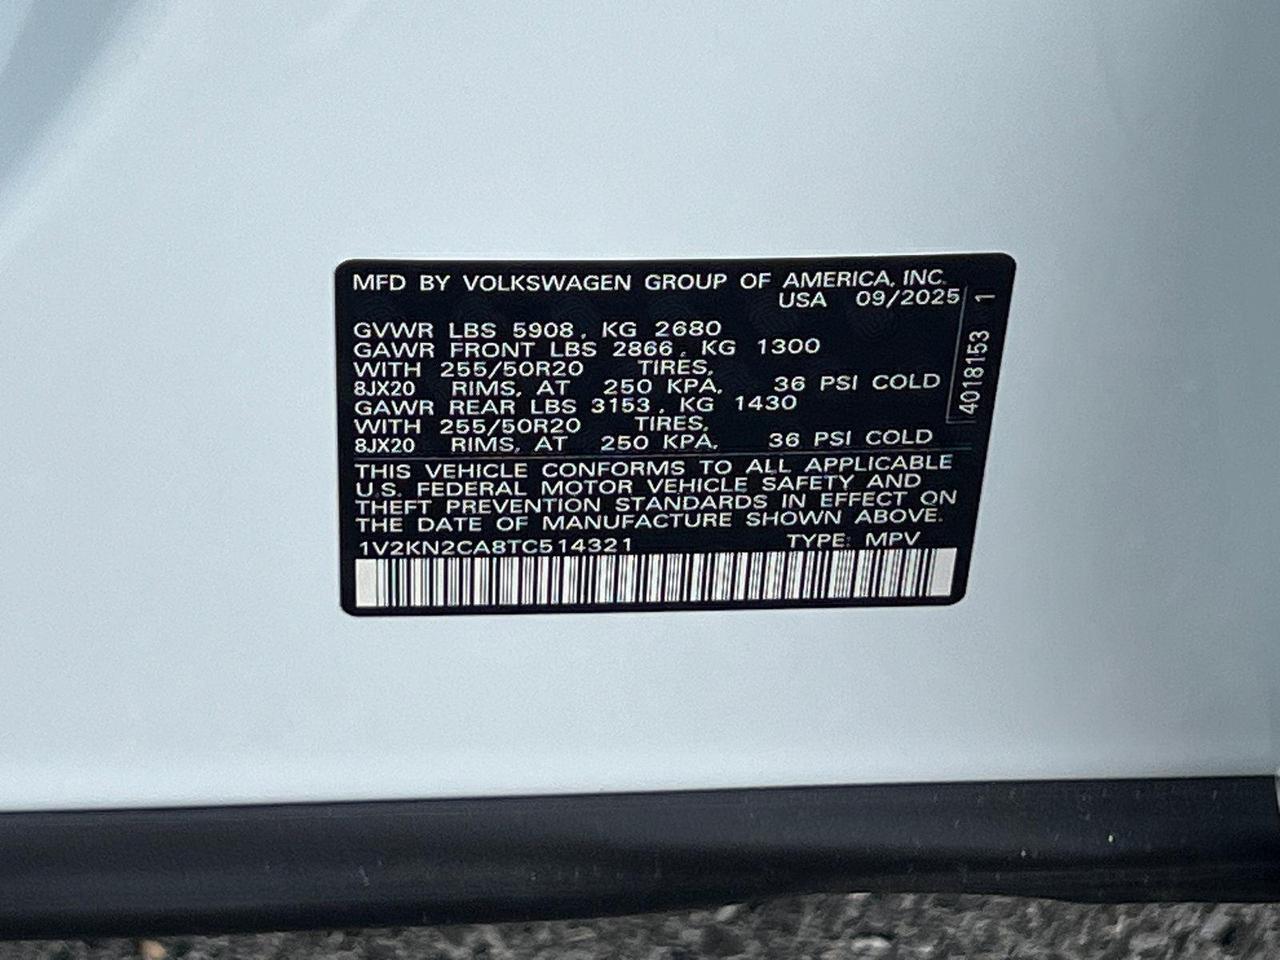 MFD BY VOLKSWAGEN GROUP OF AMERICA, INC.
USA 09/2025
GVWR LBS 5908, KG 2680
GAWR FRONT LBS 2866, KG 1300
WITH 255/50R20 TIRES,
8JX20 RIMS, AT 250 KPA, 36 PSI COLD
GAWR REAR LBS 3153, KG 1430
WITH 255/50R20 TIRES,
8JX20 RIMS, AT 250 KPA, 36 PSI COLD
THIS VEHICLE CONFORMS TO ALL APPLICABLE
U.S. FEDERAL MOTOR VEHICLE SAFETY AND
THEFT PREVENTION STANDARDS IN EFFECT ON
THE DATE OF MANUFACTURE SHOWN ABOVE.
1V2KN2CA8TC514321 TYPE: MPV
4018153 1